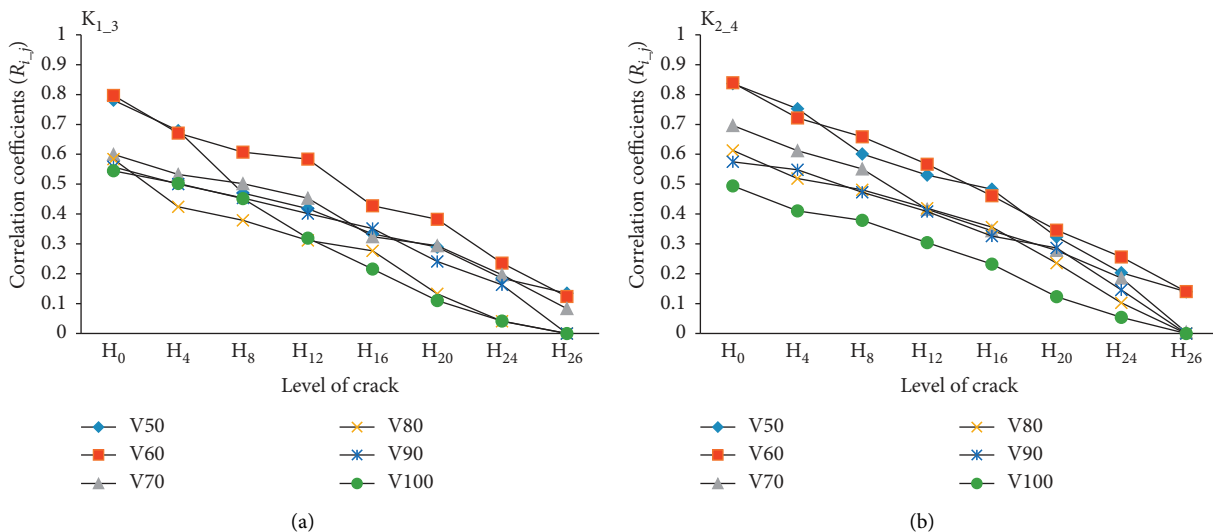 K1_3
1
0.9
0.8
0.7
0.6
0.5
0.4
0.3
0.2
0.1
0
Correlation coefficients (Ri_j)
H0 H4 H8 H12 H16 H20 H24 H26
Level of crack
V50 V80
V60 V90
V70 V100
(a)
K2_4
1
0.9
0.8
0.7
0.6
0.5
0.4
0.3
0.2
0.1
0
Correlation coefficients (Ri_j)
H0 H4 H8 H12 H16 H20 H24 H26
Level of crack
V50 V80
V60 V90
V70 V100
(b)